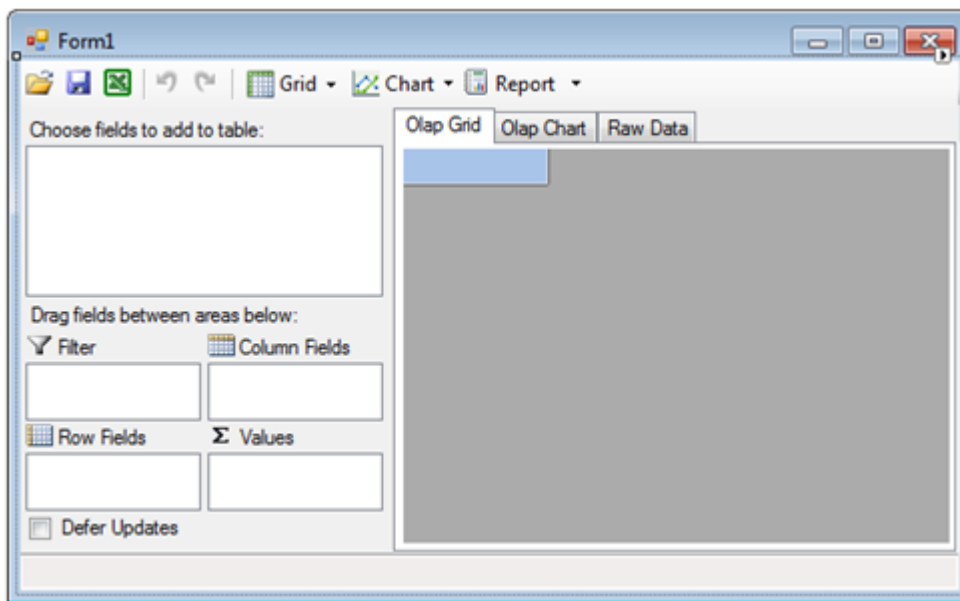 Form1
Grid Chart Report
Choose fields to add to table:
Olap Grid Olap Chart Raw Data
Drag fields between areas below:
Filter Column Fields
Row Fields Σ Values
Defer Updates